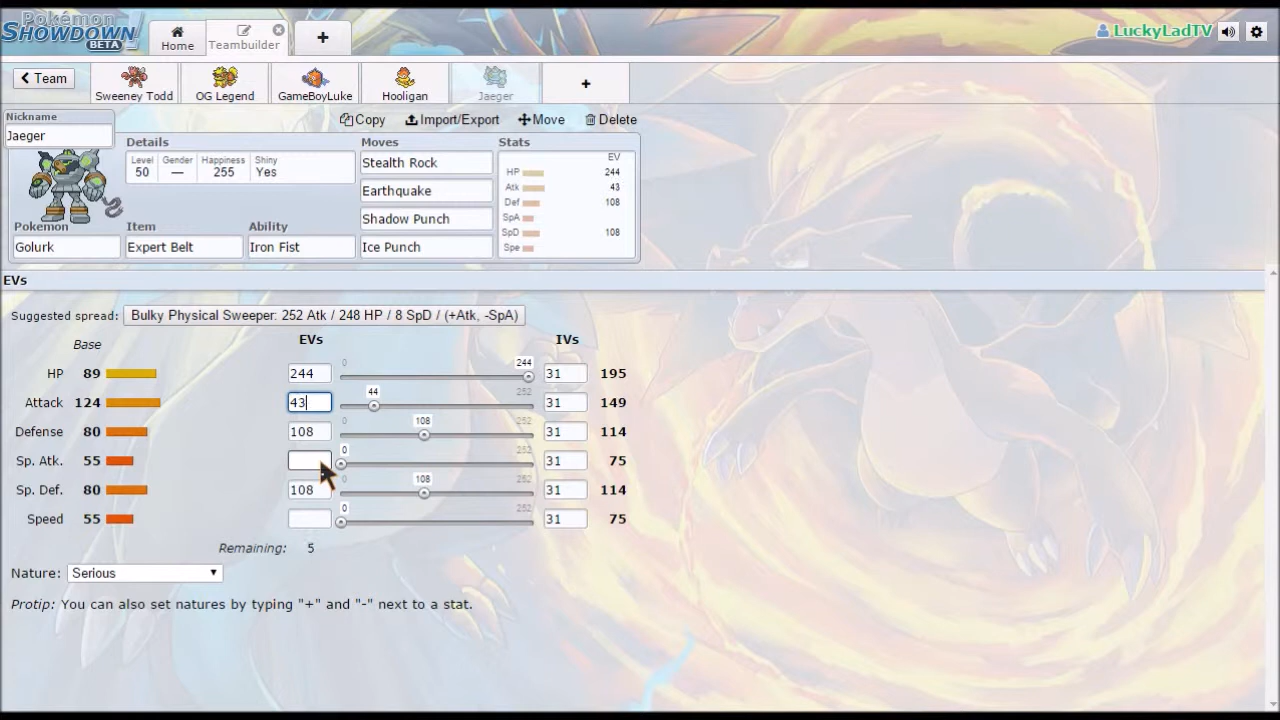 Pokémon
SHOWDOWN
BETA
Home
Teambuilder
+
LuckyLadTV
Team
Sweeney Todd
OG Legend
GameBoyLuke
Hooligan
Jaeger
+
Nickname
Jaeger
Copy
Import/Export
Move
Delete
Details
Level
50
Gender
—
Happiness
255
Shiny
Yes
Moves
Stealth Rock
Earthquake
Shadow Punch
Ice Punch
Stats
EV
HP 244
Atk 43
Def 108
SpA
SpD 108
Spe
Pokemon
Golurk
Item
Expert Belt
Ability
Iron Fist
EVs
Suggested spread: Bulky Physical Sweeper: 252 Atk / 248 HP / 8 SpD / (+Atk, -SpA)
Base EVs IVs
0 244
HP 89 244 31 195
44 252
Attack 124 43 31 149
0 108 252
Defense 80 108 31 114
0 252
Sp. Atk. 55 31 75
0 108 252
Sp. Def. 80 108 31 114
0 252
Speed 55 31 75
Remaining: 5
Nature: Serious
Protip: You can also set natures by typing "+" and "-" next to a stat.